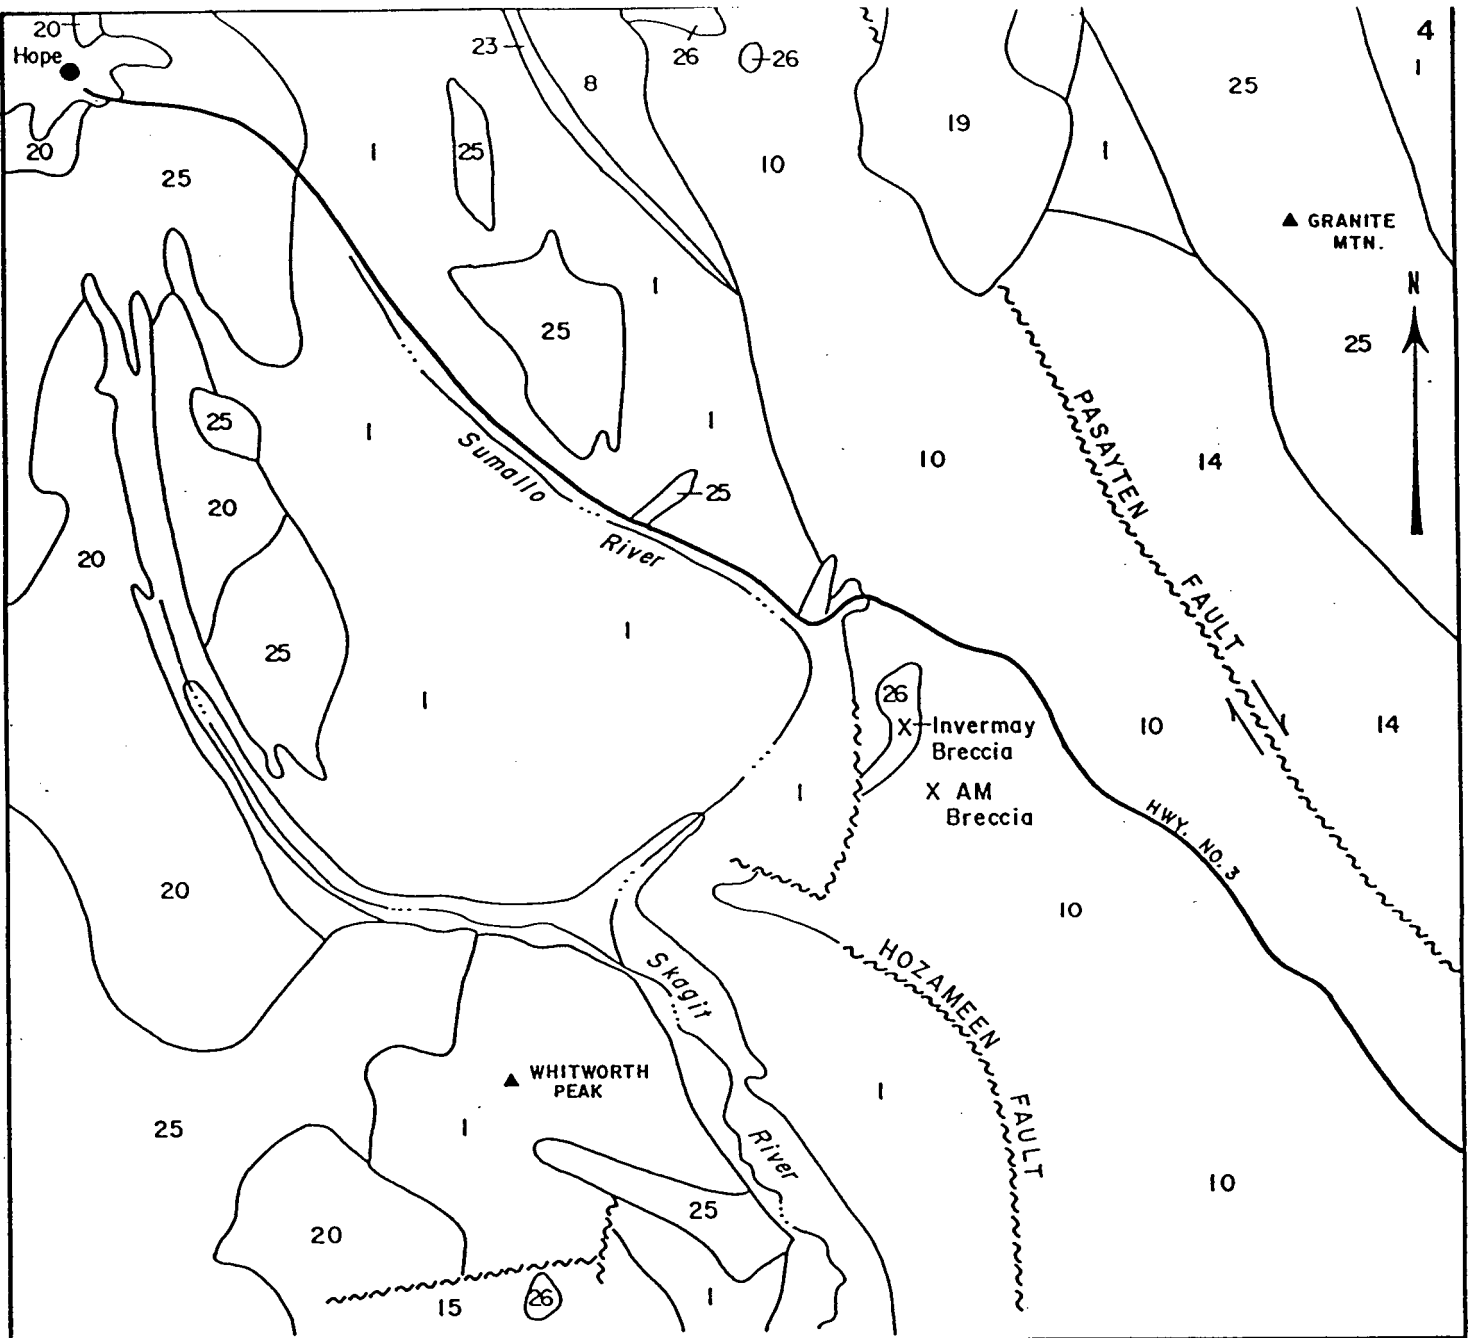 20
Hope
23
26
26
8
4
1
25
19
20
1
25
1
10
25
GRANITE
MTN.
1
N
25
25
25
1
1
PASAYTEN
10
14
Sumallo
25
20
River
20
FAULT
1
25
1
26
Invermay
Breccia
10
14
X
X AM
Breccia
1
HWY. NO. 3
20
10
HOZAMEEN
Skagit
WHITWORTH
PEAK
1
FAULT
25
1
River
10
25
20
26
15
1